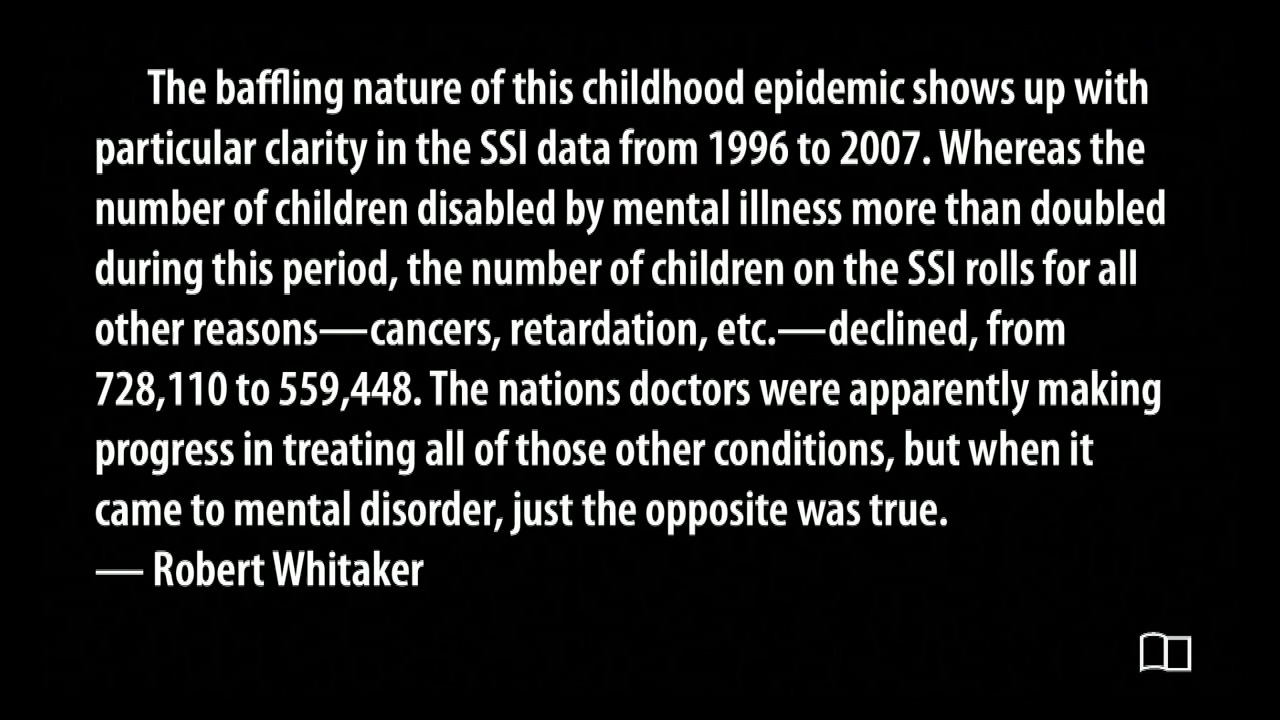 The baffling nature of this childhood epidemic shows up with
particular clarity in the SSI data from 1996 to 2007. Whereas the
number of children disabled by mental illness more than doubled
during this period, the number of children on the SSI rolls for all
other reasons—cancers, retardation, etc.—declined, from
728,110 to 559,448. The nations doctors were apparently making
progress in treating all of those other conditions, but when it
came to mental disorder, just the opposite was true.
— Robert Whitaker